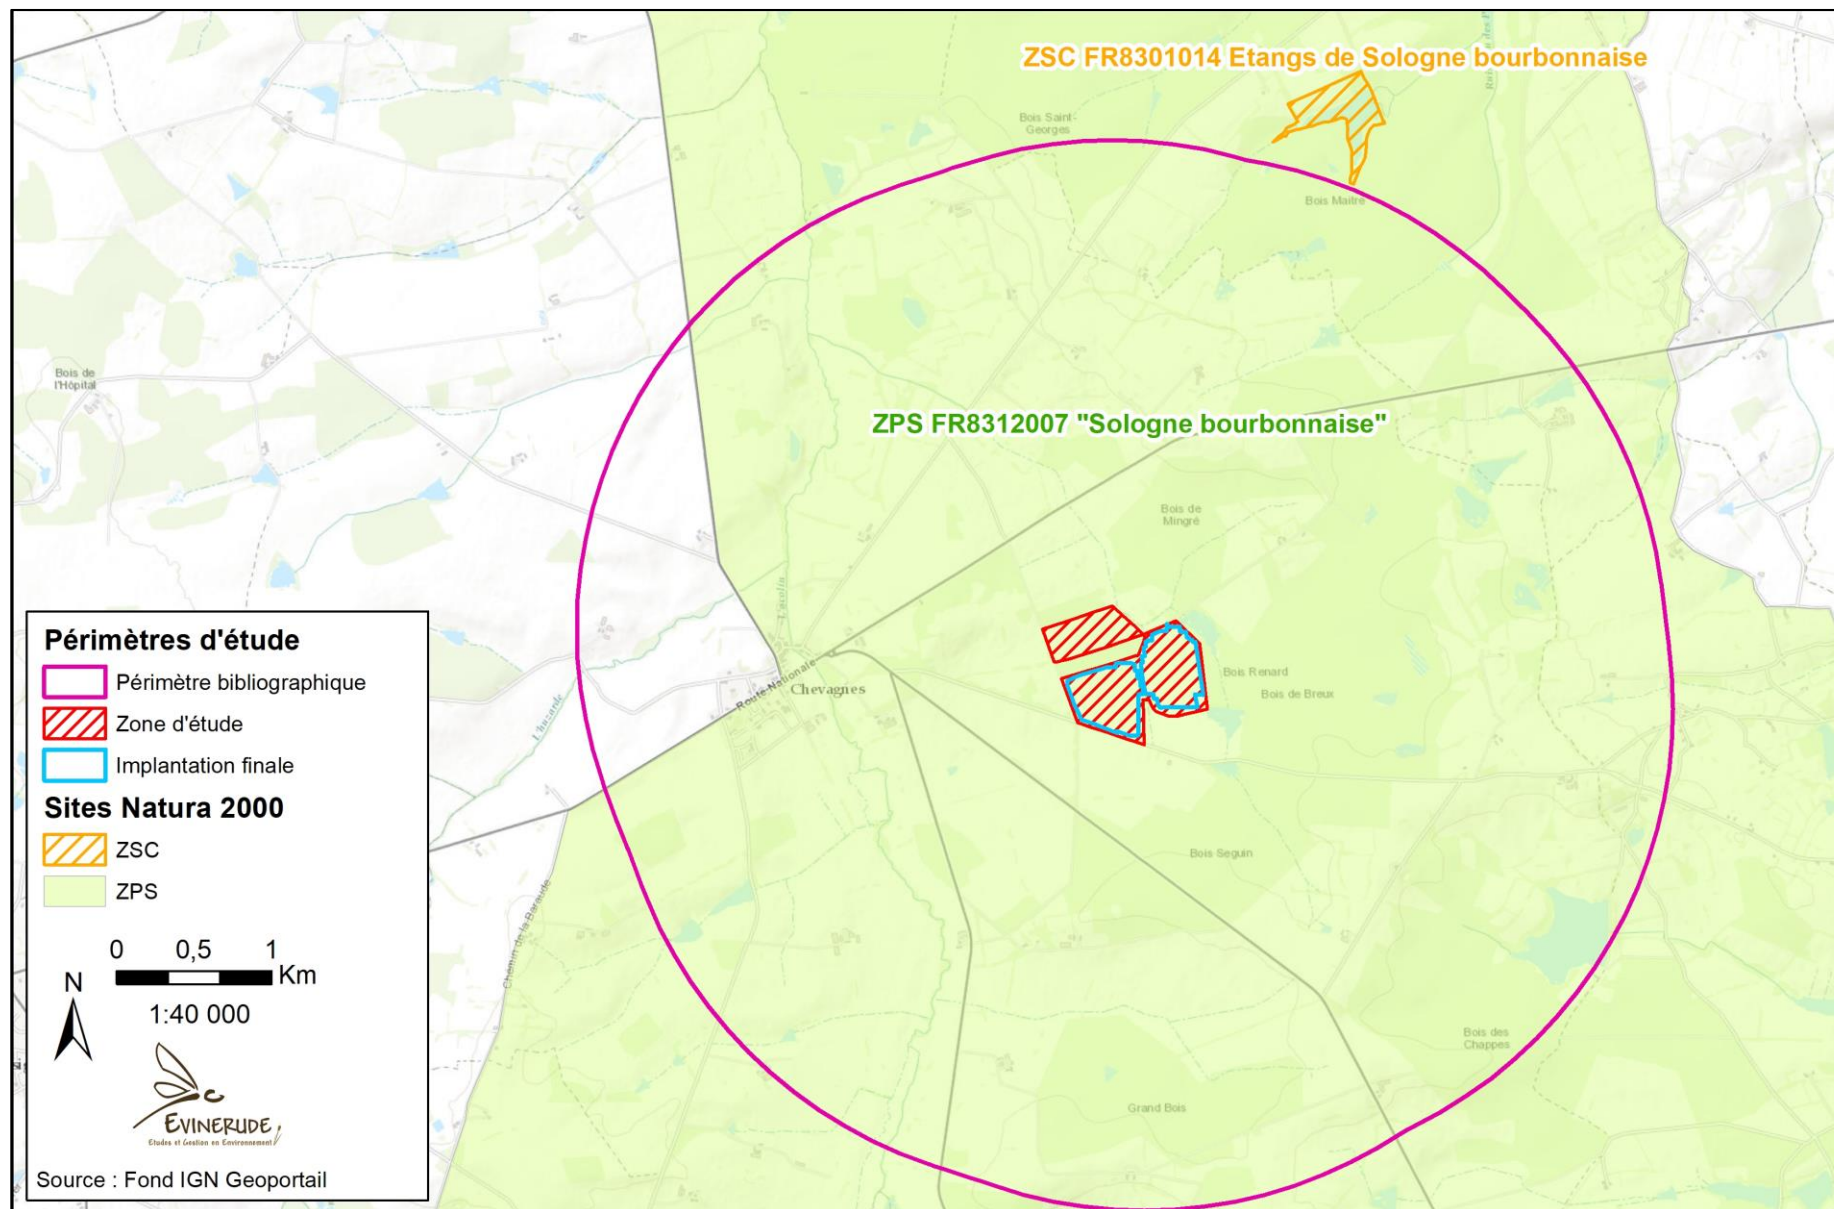 ZSC FR8301014 Etangs de Sologne bourbonnaise
Bois Saint-
Georges
Bois Maitre
Bois de
l'Hôpital
ZPS FR8312007 "Sologne bourbonnaise"
Bois de
Mingré
L'acolin
Route Nationale
Chevagnes
Bois Renard
Bois de Breux
L'huzarde
Bois Seguin
Chemin de la Baraude
Bois des
Chappes
Grand Bois
Périmètres d'étude
Périmètre bibliographique
Zone d'étude
Implantation finale
Sites Natura 2000
ZSC
ZPS
0 0,5 1
Km
N
1:40 000
EVINERUDE
Etudes et Gestion en Environnement
Source : Fond IGN Geoportail